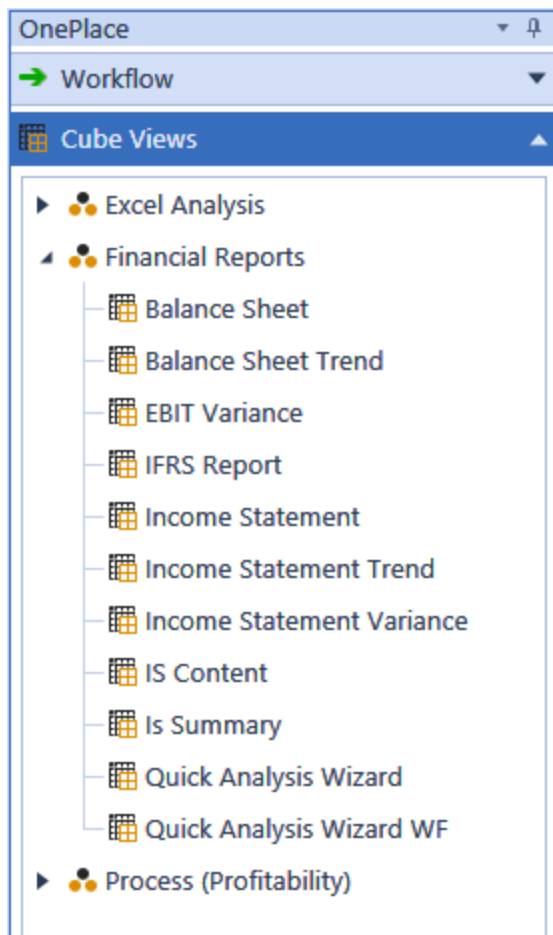 OnePlace
Workflow
Cube Views
Excel Analysis
Financial Reports
Balance Sheet
Balance Sheet Trend
EBIT Variance
IFRS Report
Income Statement
Income Statement Trend
Income Statement Variance
IS Content
Is Summary
Quick Analysis Wizard
Quick Analysis Wizard WF
Process (Profitability)